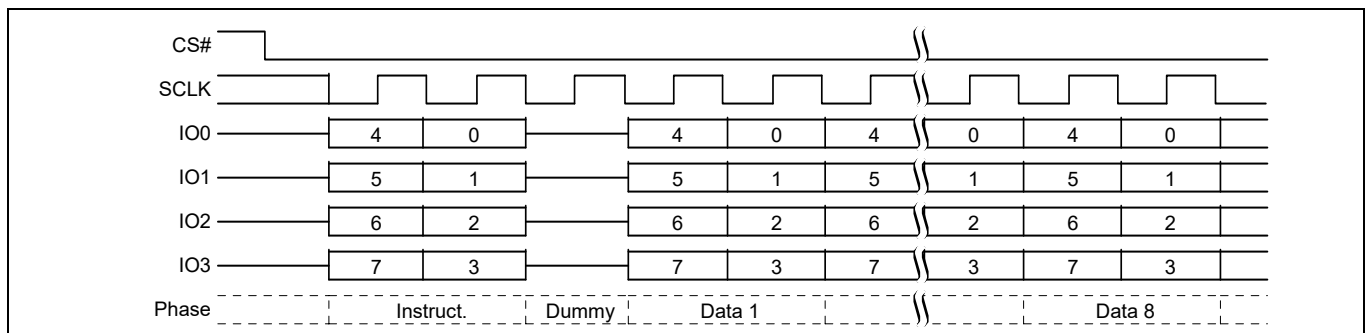 CS#
SCLK
IO0 4 0 4 0 4 0 4 0
IO1 5 1 5 1 5 1 5 1
IO2 6 2 6 2 6 2 6 2
IO3 7 3 7 3 7 3 7 3
Phase Instruct. Dummy Data 1 Data 8